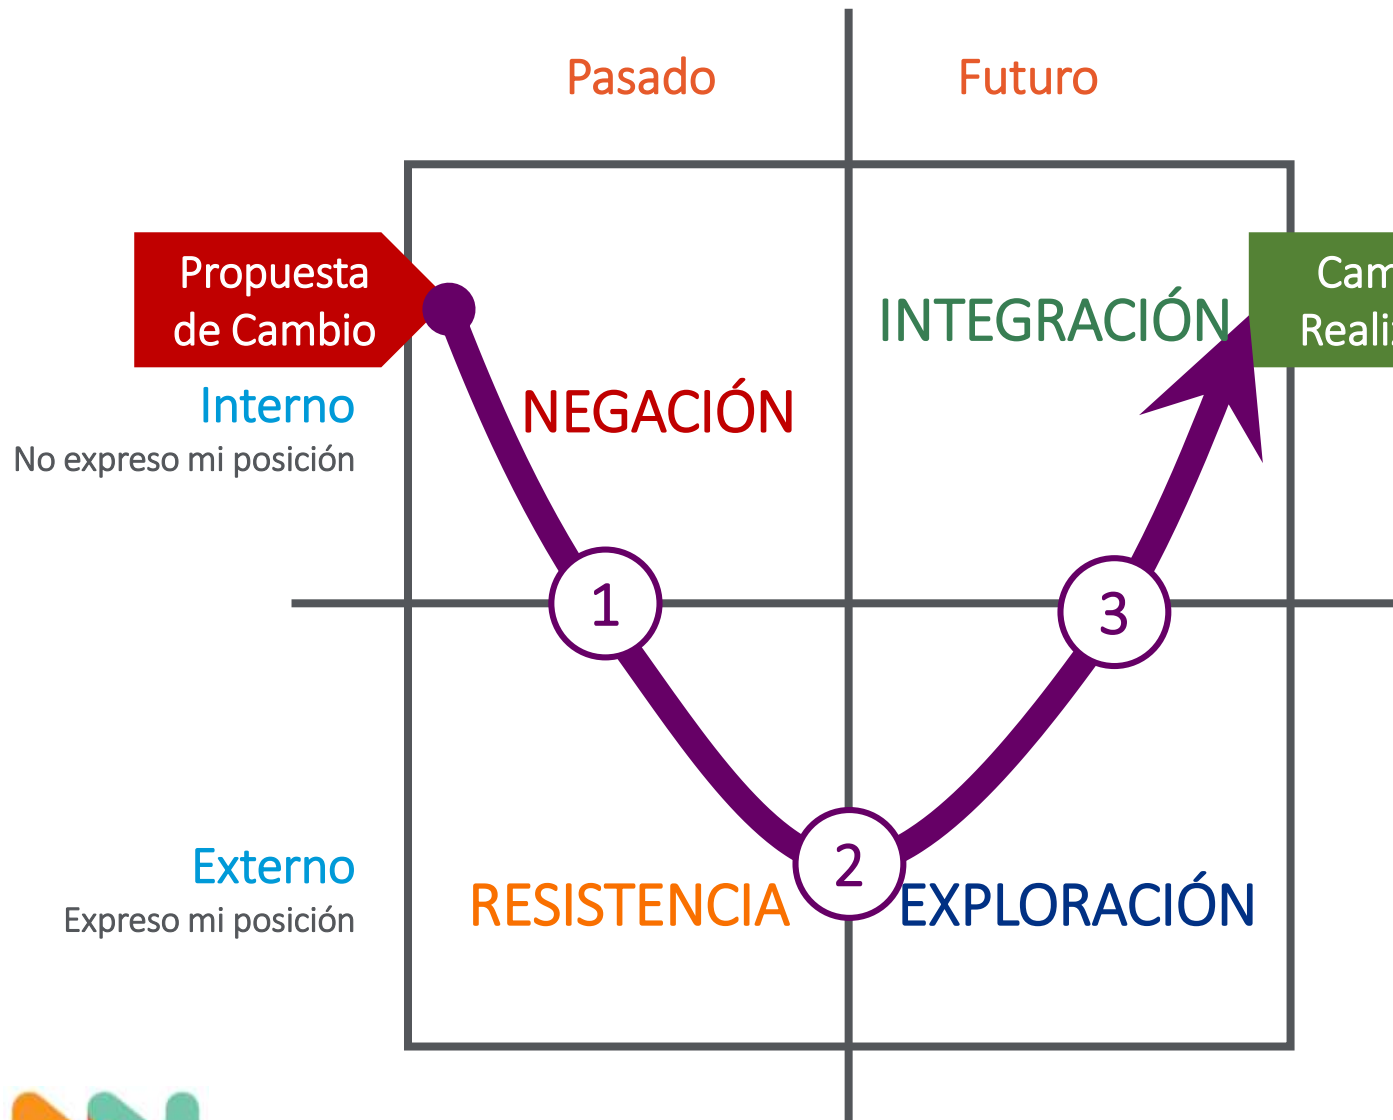 Pasado
Futuro
Propuesta
de Cambio
Interno
No expreso mi posición
NEGACIÓN
INTEGRACIÓN
1
3
Externo
Expreso mi posición
RESISTENCIA
2
EXPLORACIÓN